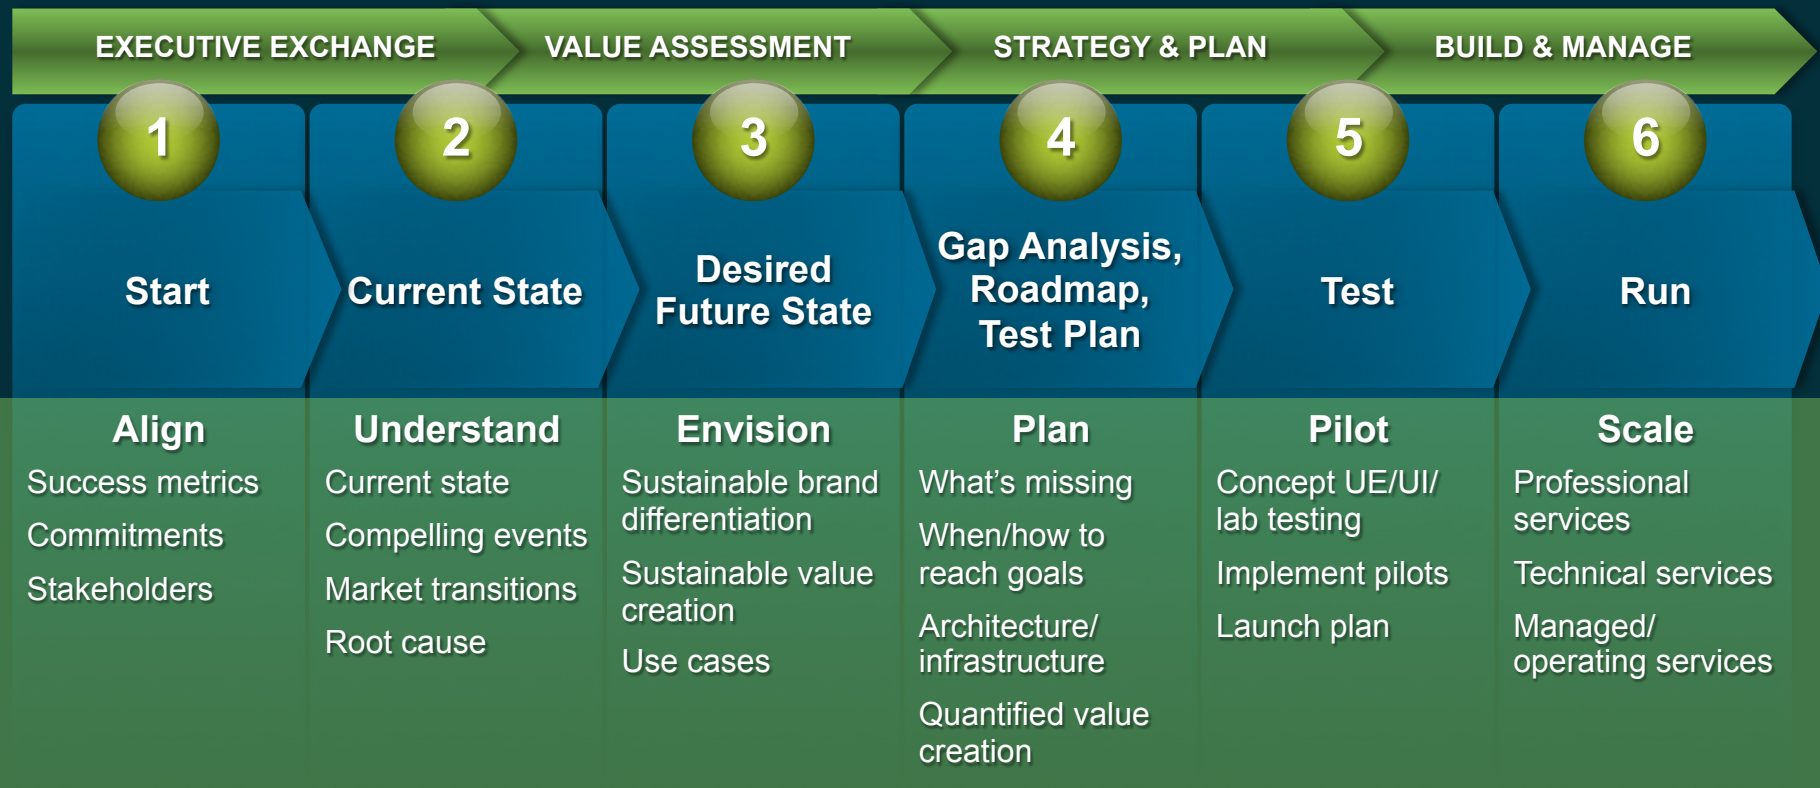 EXECUTIVE EXCHANGE
VALUE ASSESSMENT
STRATEGY & PLAN
BUILD & MANAGE
1
Start
Align
Success metrics
Commitments
Stakeholders
2
Current State
Understand
Current state
Compelling events
Market transitions
Root cause
3
Desired
Future State
Envision
Sustainable brand
differentiation
Sustainable value
creation
Use cases
4
Gap Analysis,
Roadmap,
Test Plan
Plan
What’s missing
When/how to
reach goals
Architecture/
infrastructure
Quantified value
creation
5
Test
Pilot
Concept UE/UI/
lab testing
Implement pilots
Launch plan
6
Run
Scale
Professional
services
Technical services
Managed/
operating services